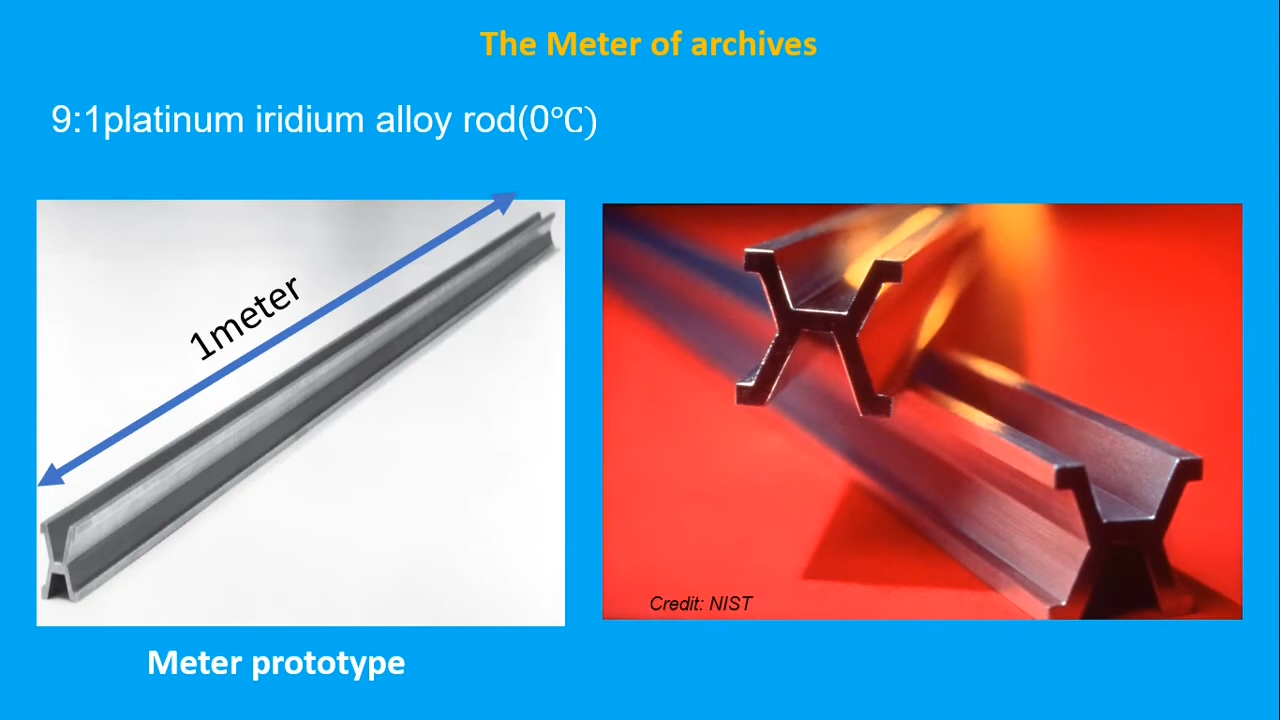 The Meter of archives
9:1platinum iridium alloy rod(0℃)
1meter
Credit: NIST
Meter prototype